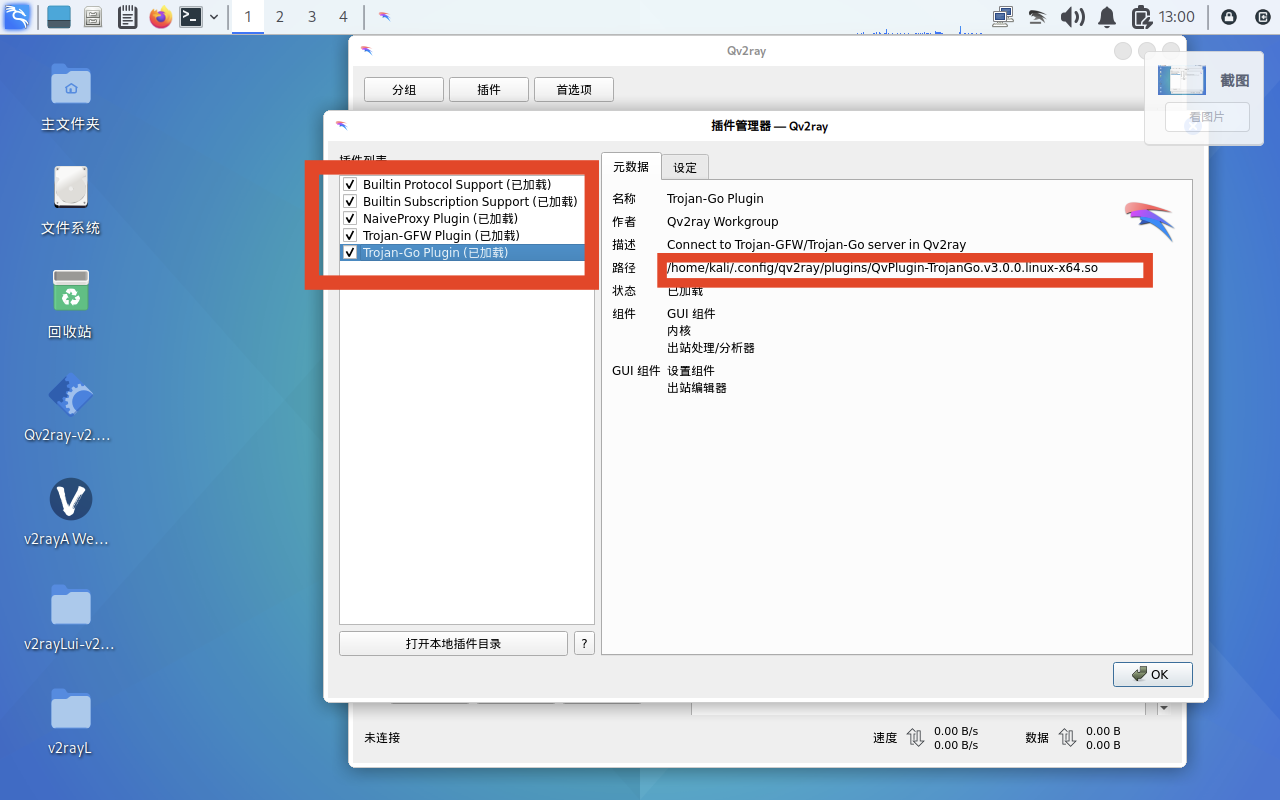 1 2 3 4
13:00
Qv2ray
分组 插件 首选项
截图
看图片
插件管理器 — Qv2ray
插件列表
Builtin Protocol Support (已加载)
Builtin Subscription Support (已加载)
NaiveProxy Plugin (已加载)
Trojan-GFW Plugin (已加载)
Trojan-Go Plugin (已加载)
打开本地插件目录 ?
元数据 设定
名称 Trojan-Go Plugin
作者 Qv2ray Workgroup
描述 Connect to Trojan-GFW/Trojan-Go server in Qv2ray
路径 /home/kali/.config/qv2ray/plugins/QvPlugin-TrojanGo.v3.0.0.linux-x64.so
状态 已加载
组件 GUI 组件
内核
出站处理/分析器
GUI 组件 设置组件
出站编辑器
OK
未连接
速度 0.00 B/s
0.00 B/s
数据 0.00 B
0.00 B
主文件夹
文件系统
回收站
Qv2ray-v2....
v2rayA We...
v2rayLui-v2...
v2rayL